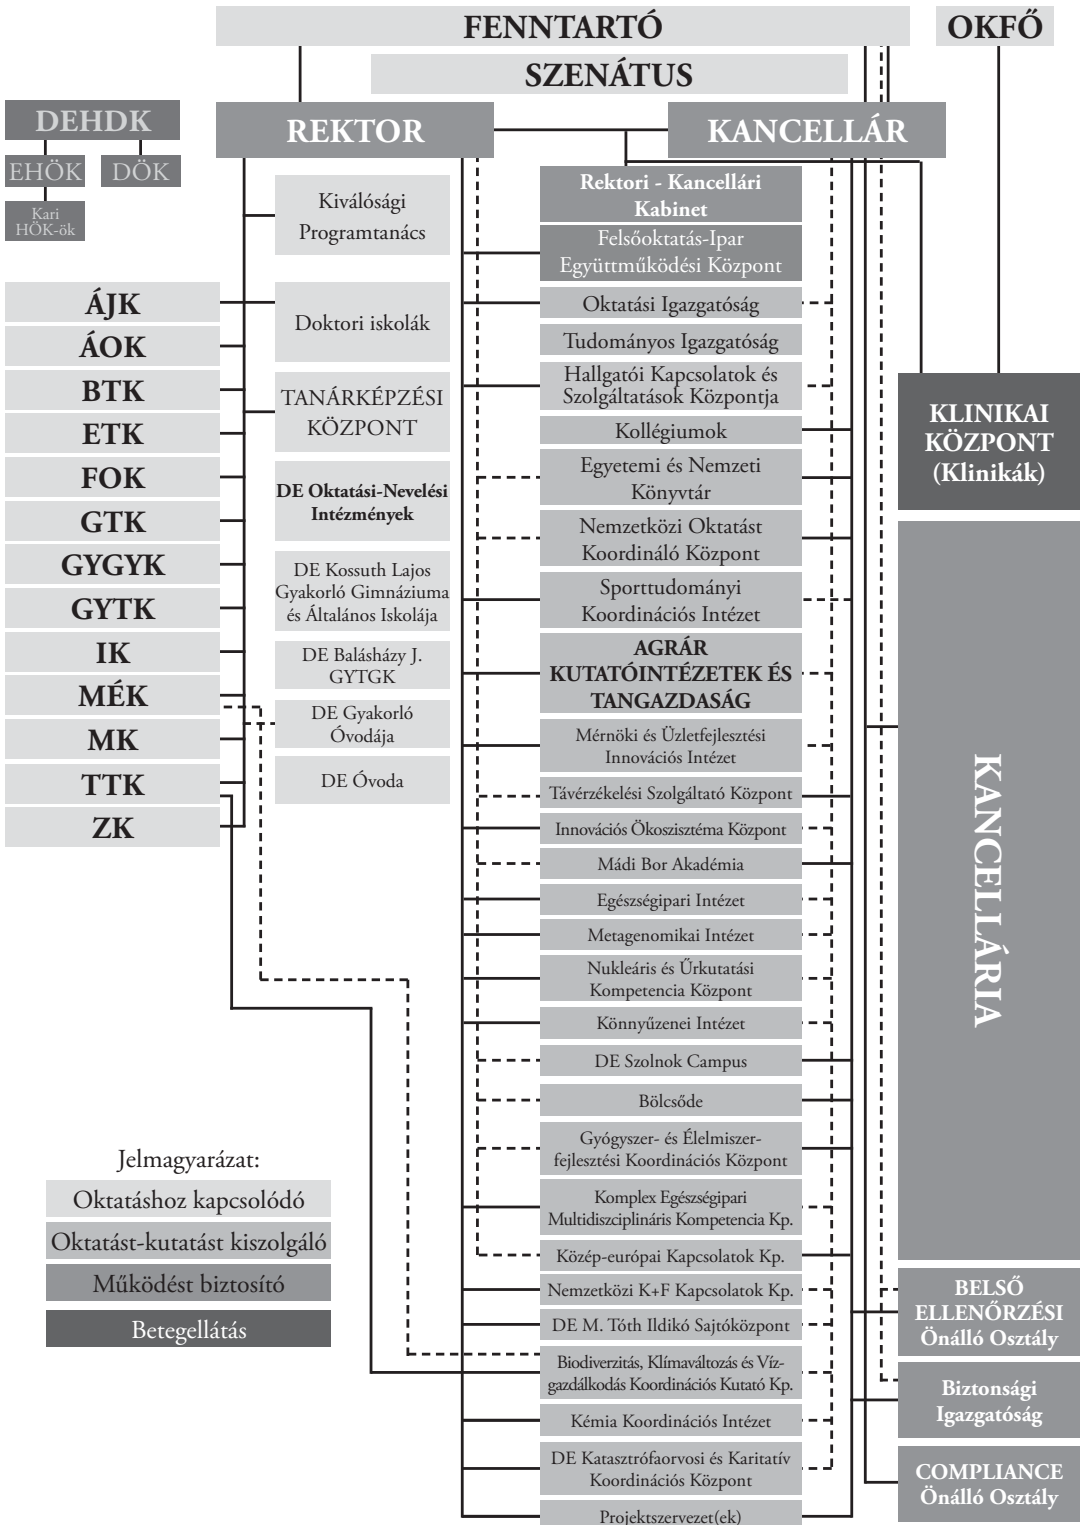 FENNTARTÓ
OKFŐ
SZENÁTUS
DEHDK
REKTOR
KANCELLÁR
EHÖK
DÖK
Kari
HÖK-ök
Kiválósági
Programtanács
Doktori iskolák
TANÁRKÉPZÉSI
KÖZPONT
DE Oktatási-Nevelési
Intézmények
DE Kossuth Lajos
Gyakorló Gimnáziuma
és Általános Iskolája
DE Balásházy J.
GYTGK
DE Gyakorló
Óvodája
DE Óvoda
ÁJK
ÁOK
BTK
ETK
FOK
GTK
GYGYK
GYTK
IK
MÉK
MK
TTK
ZK
Rektori - Kancellári
Kabinet
Felsőoktatás-Ipar
Együttműködési Központ
Oktatási Igazgatóság
Tudományos Igazgatóság
Hallgatói Kapcsolatok és
Szolgáltatások Központja
Kollégiumok
Egyetemi és Nemzeti
Könyvtár
Nemzetközi Oktatást
Koordináló Központ
Sporttudományi
Koordinációs Intézet
AGRÁR
KUTATÓINTÉZETEK ÉS
TANGAZDASÁG
Mérnöki és Üzletfejlesztési
Innovációs Intézet
Távérzékelési Szolgáltató Központ
Innovációs Ökoszisztéma Központ
Mádi Bor Akadémia
Egészségipari Intézet
Metagenomikai Intézet
Nukleáris és Űrkutatási
Kompetencia Központ
Könnyűzenei Intézet
DE Szolnok Campus
Bölcsőde
Gyógyszer- és Élelmiszer-
fejlesztési Koordinációs Központ
Komplex Egészségipari
Multidiszciplináris Kompetencia Kp.
Közép-európai Kapcsolatok Kp.
Nemzetközi K+F Kapcsolatok Kp.
DE M. Tóth Ildikó Sajtóközpont
Biodiverzitás, Klímaváltozás és Víz-
gazdálkodás Koordinációs Kutató Kp.
Kémia Koordinációs Intézet
DE Katasztrófaorvosi és Karitatív
Koordinációs Központ
Projektszervezet(ek)
KLINIKAI
KÖZPONT
(Klinikák)
KANCELLÁRIA
BELSŐ
ELLENŐRZÉSI
Önálló Osztály
Biztonsági
Igazgatóság
COMPLIANCE
Önálló Osztály
Jelmagyarázat:
Oktatáshoz kapcsolódó
Oktatást-kutatást kiszolgáló
Működést biztosító
Betegellátás